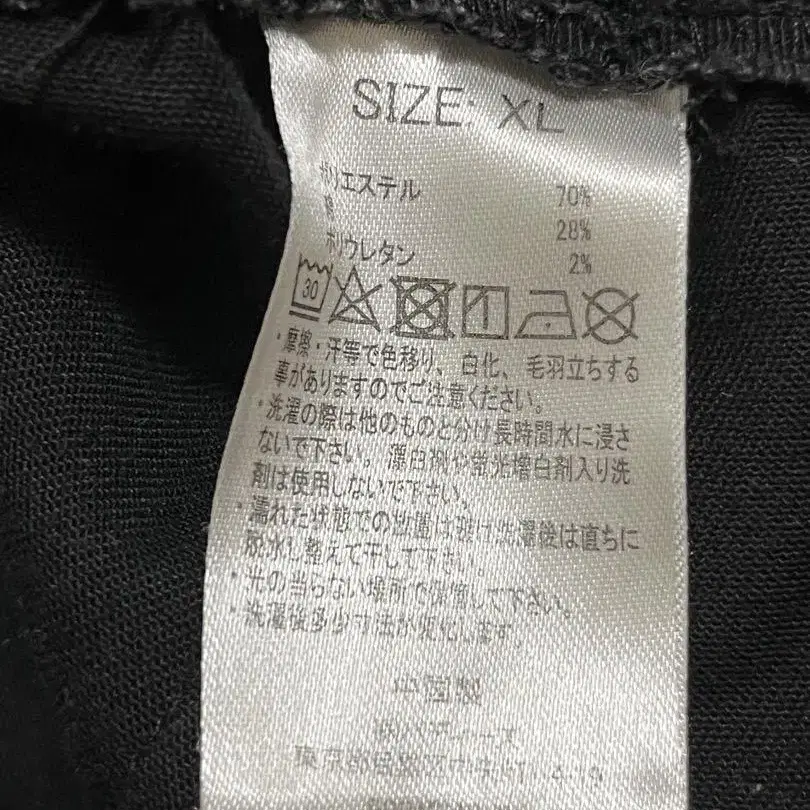 SIZE: XL
ポリエステル 70%
綿 28%
ポリウレタン 2%
30
・摩擦・汗等で色移り、白化、毛羽立ちする
事がありますのでご注意ください。
・洗濯の際は他のものと分け長時間水に浸さ
ないで下さい。漂白剤や蛍光増白剤入り洗
剤は使用しないで下さい。
・濡れた状態での放置は避け洗濯後は直ちに
脱水し整えて干して下さい。
・光の当らない場所で保管して下さい。
・洗濯後多少寸法が変化します。
中国製
東京都